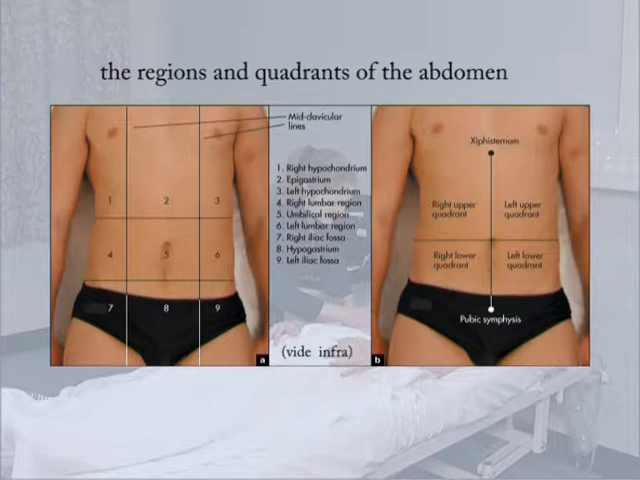 the regions and quadrants of the abdomen
Mid-clavicular
lines
1. Right hypochondrium
2. Epigastrium
3. Left hypochondrium
4. Right lumbar region
5. Umbilical region
6. Left lumbar region
7. Right iliac fossa
8. Hypogastrium
9. Left iliac fossa
1 2 3
4 5 6
7 8 9
a
(vide infra)
Xiphisternum
Right upper
quadrant
Left upper
quadrant
Right lower
quadrant
Left lower
quadrant
Pubic symphysis
b